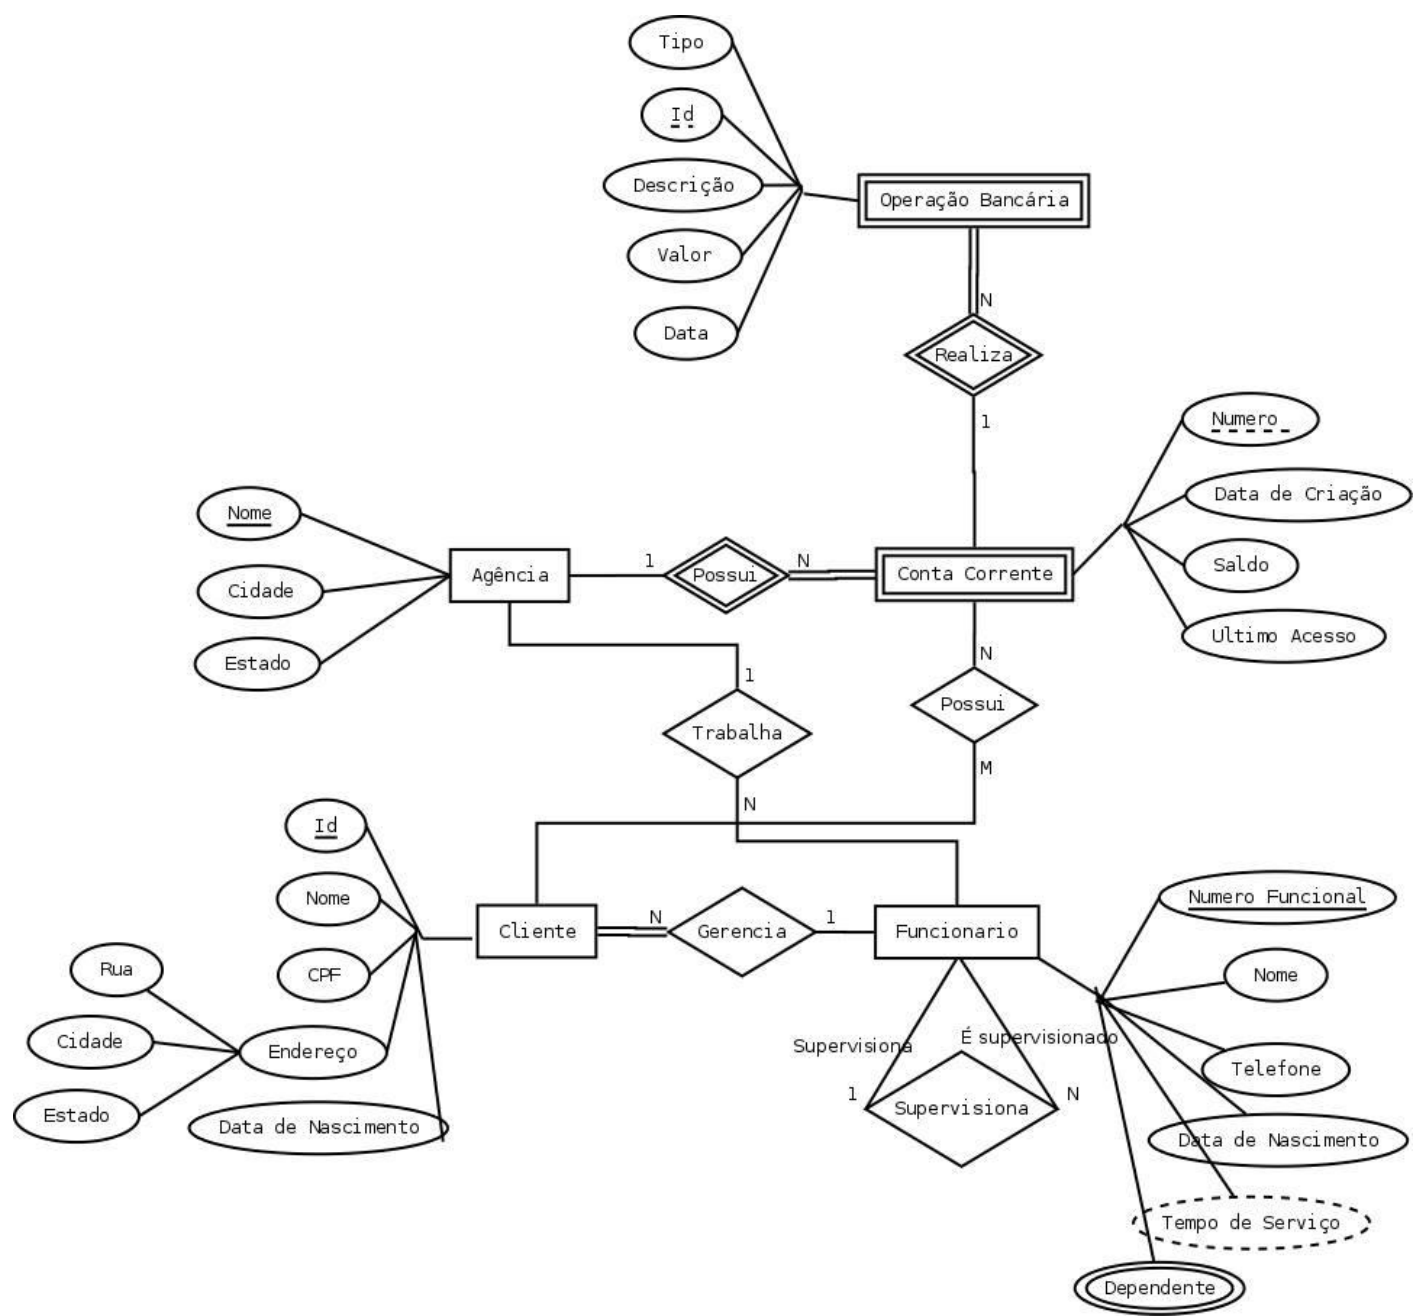 Tipo
Id
Descrição
Operação Bancária
Valor
N
Data
Realiza
1
Numero
Data de Criação
Nome
Saldo
1
Possui
N
Conta Corrente
Agência
Cidade
Ultimo Acesso
Estado
N
1
Possui
Trabalha
M
N
Id
Nome
Numero Funcional
N
1
Cliente
Gerencia
Funcionario
CPF
Rua
Nome
Cidade
Endereço
Supervisiona
É supervisionado
Telefone
1
N
Supervisiona
Estado
Data de Nascimento
Data de Nascimento
Tempo de Serviço
Dependente